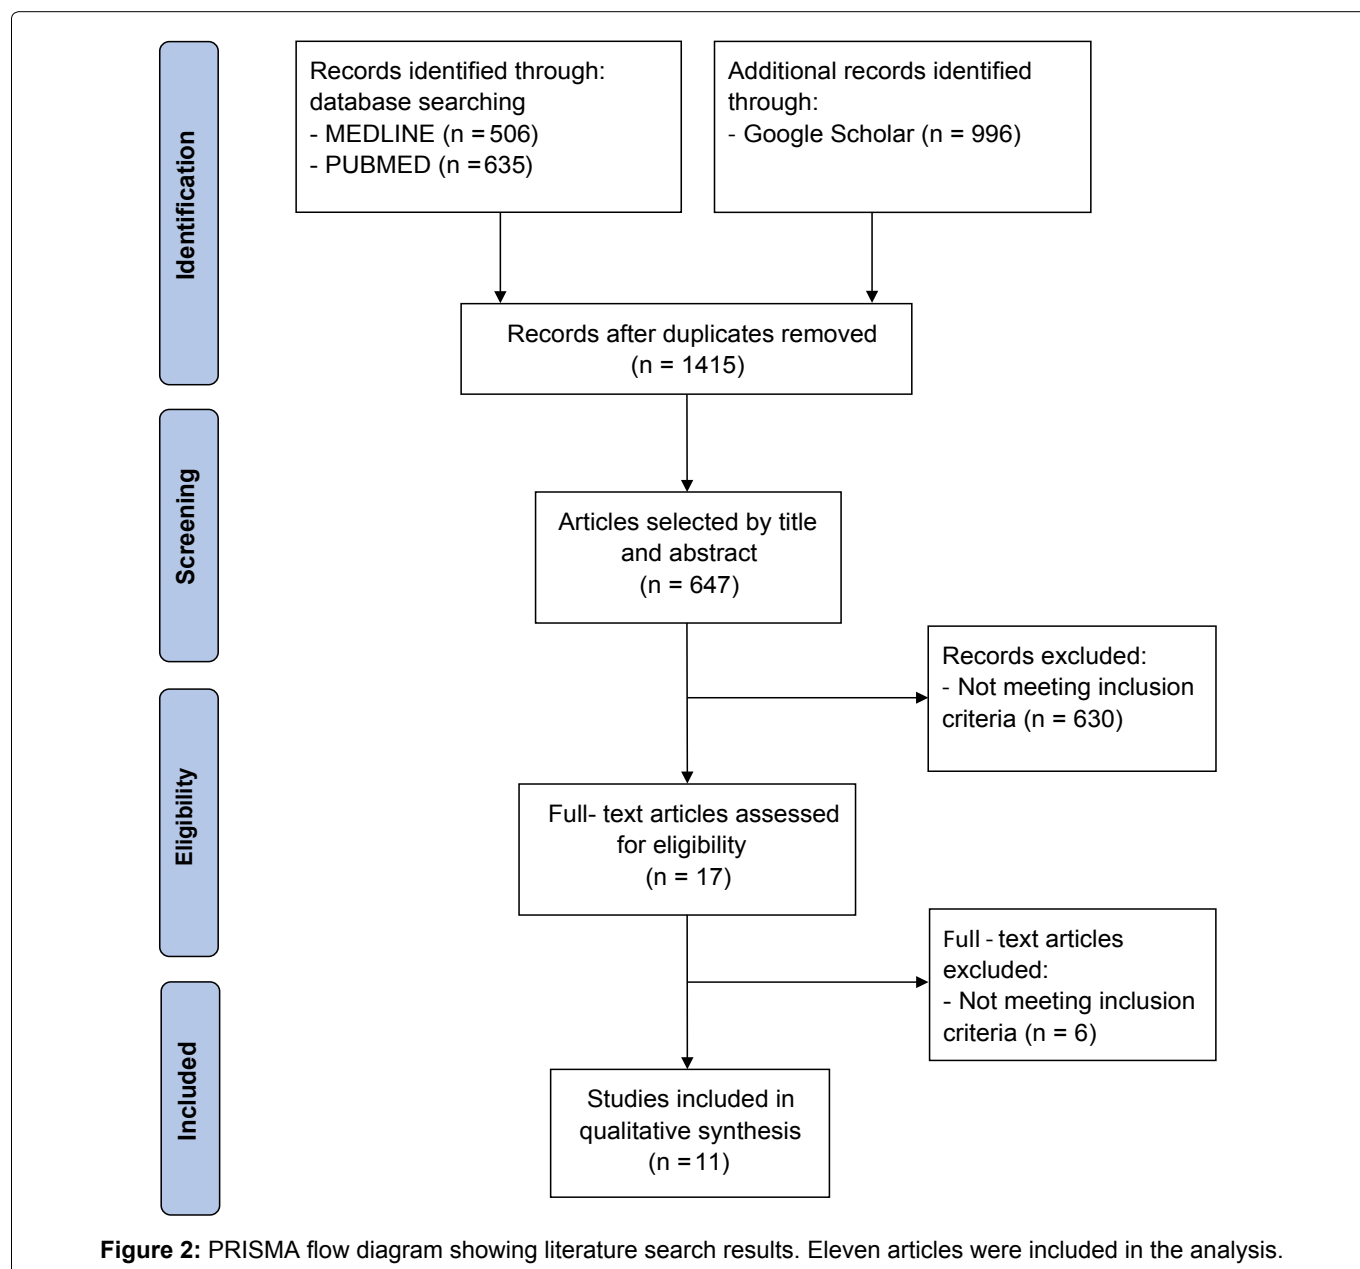 Identification
Records identified through:
database searching
- MEDLINE (n = 506)
- PUBMED (n = 635)
Additional records identified
through:
- Google Scholar (n = 996)
Records after duplicates removed
(n = 1415)
Screening
Articles selected by title
and abstract
(n = 647)
Records excluded:
- Not meeting inclusion
criteria (n = 630)
Eligibility
Full- text articles assessed
for eligibility
(n = 17)
Full - text articles
excluded:
- Not meeting inclusion
criteria (n = 6)
Included
Studies included in
qualitative synthesis
(n = 11)
Figure 2: PRISMA flow diagram showing literature search results. Eleven articles were included in the analysis.